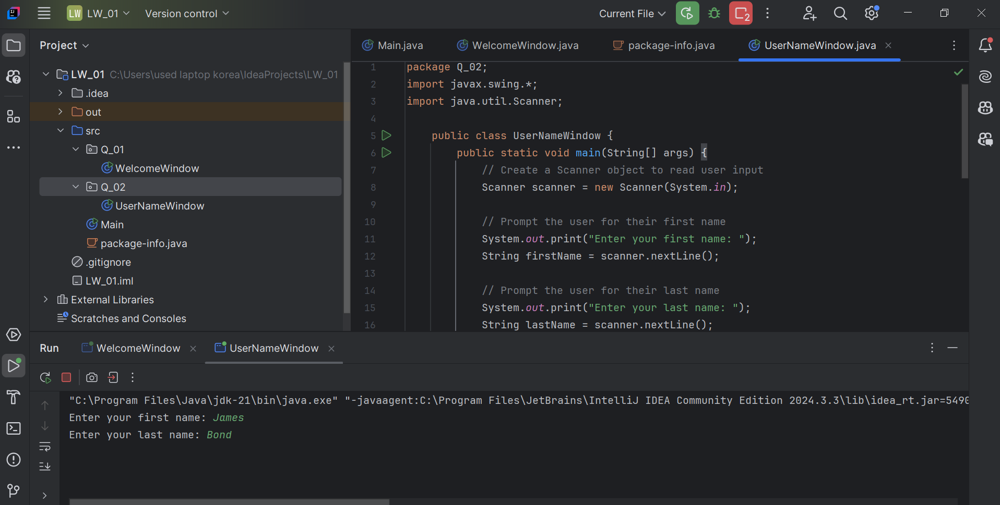 LW LW_01 Version control Current File 2
Project
LW_01 C:\Users\used laptop korea\IdeaProjects\LW_01
.idea
out
src
Q_01
WelcomeWindow
Q_02
UserNameWindow
Main
package-info.java
.gitignore
LW_01.iml
External Libraries
Scratches and Consoles
Main.java WelcomeWindow.java package-info.java UserNameWindow.java
1 package Q_02;
2 import javax.swing.*;
3 import java.util.Scanner;
4
5 public class UserNameWindow {
6 public static void main(String[] args) {
7 // Create a Scanner object to read user input
8 Scanner scanner = new Scanner(System.in);
9
10 // Prompt the user for their first name
11 System.out.print("Enter your first name: ");
12 String firstName = scanner.nextLine();
13
14 // Prompt the user for their last name
15 System.out.print("Enter your last name: ");
16 String lastName = scanner.nextLine();
Run WelcomeWindow UserNameWindow
"C:\Program Files\Java\jdk-21\bin\java.exe" "-javaagent:C:\Program Files\JetBrains\IntelliJ IDEA Community Edition 2024.3.3\lib\idea_rt.jar=5490
Enter your first name: James
Enter your last name: Bond